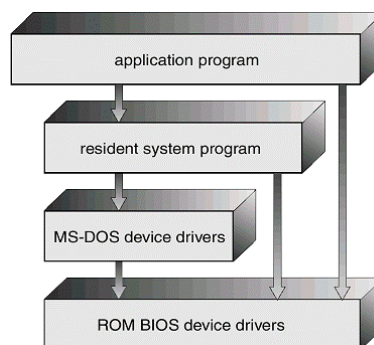 application program
resident system program
MS-DOS device drivers
ROM BIOS device drivers